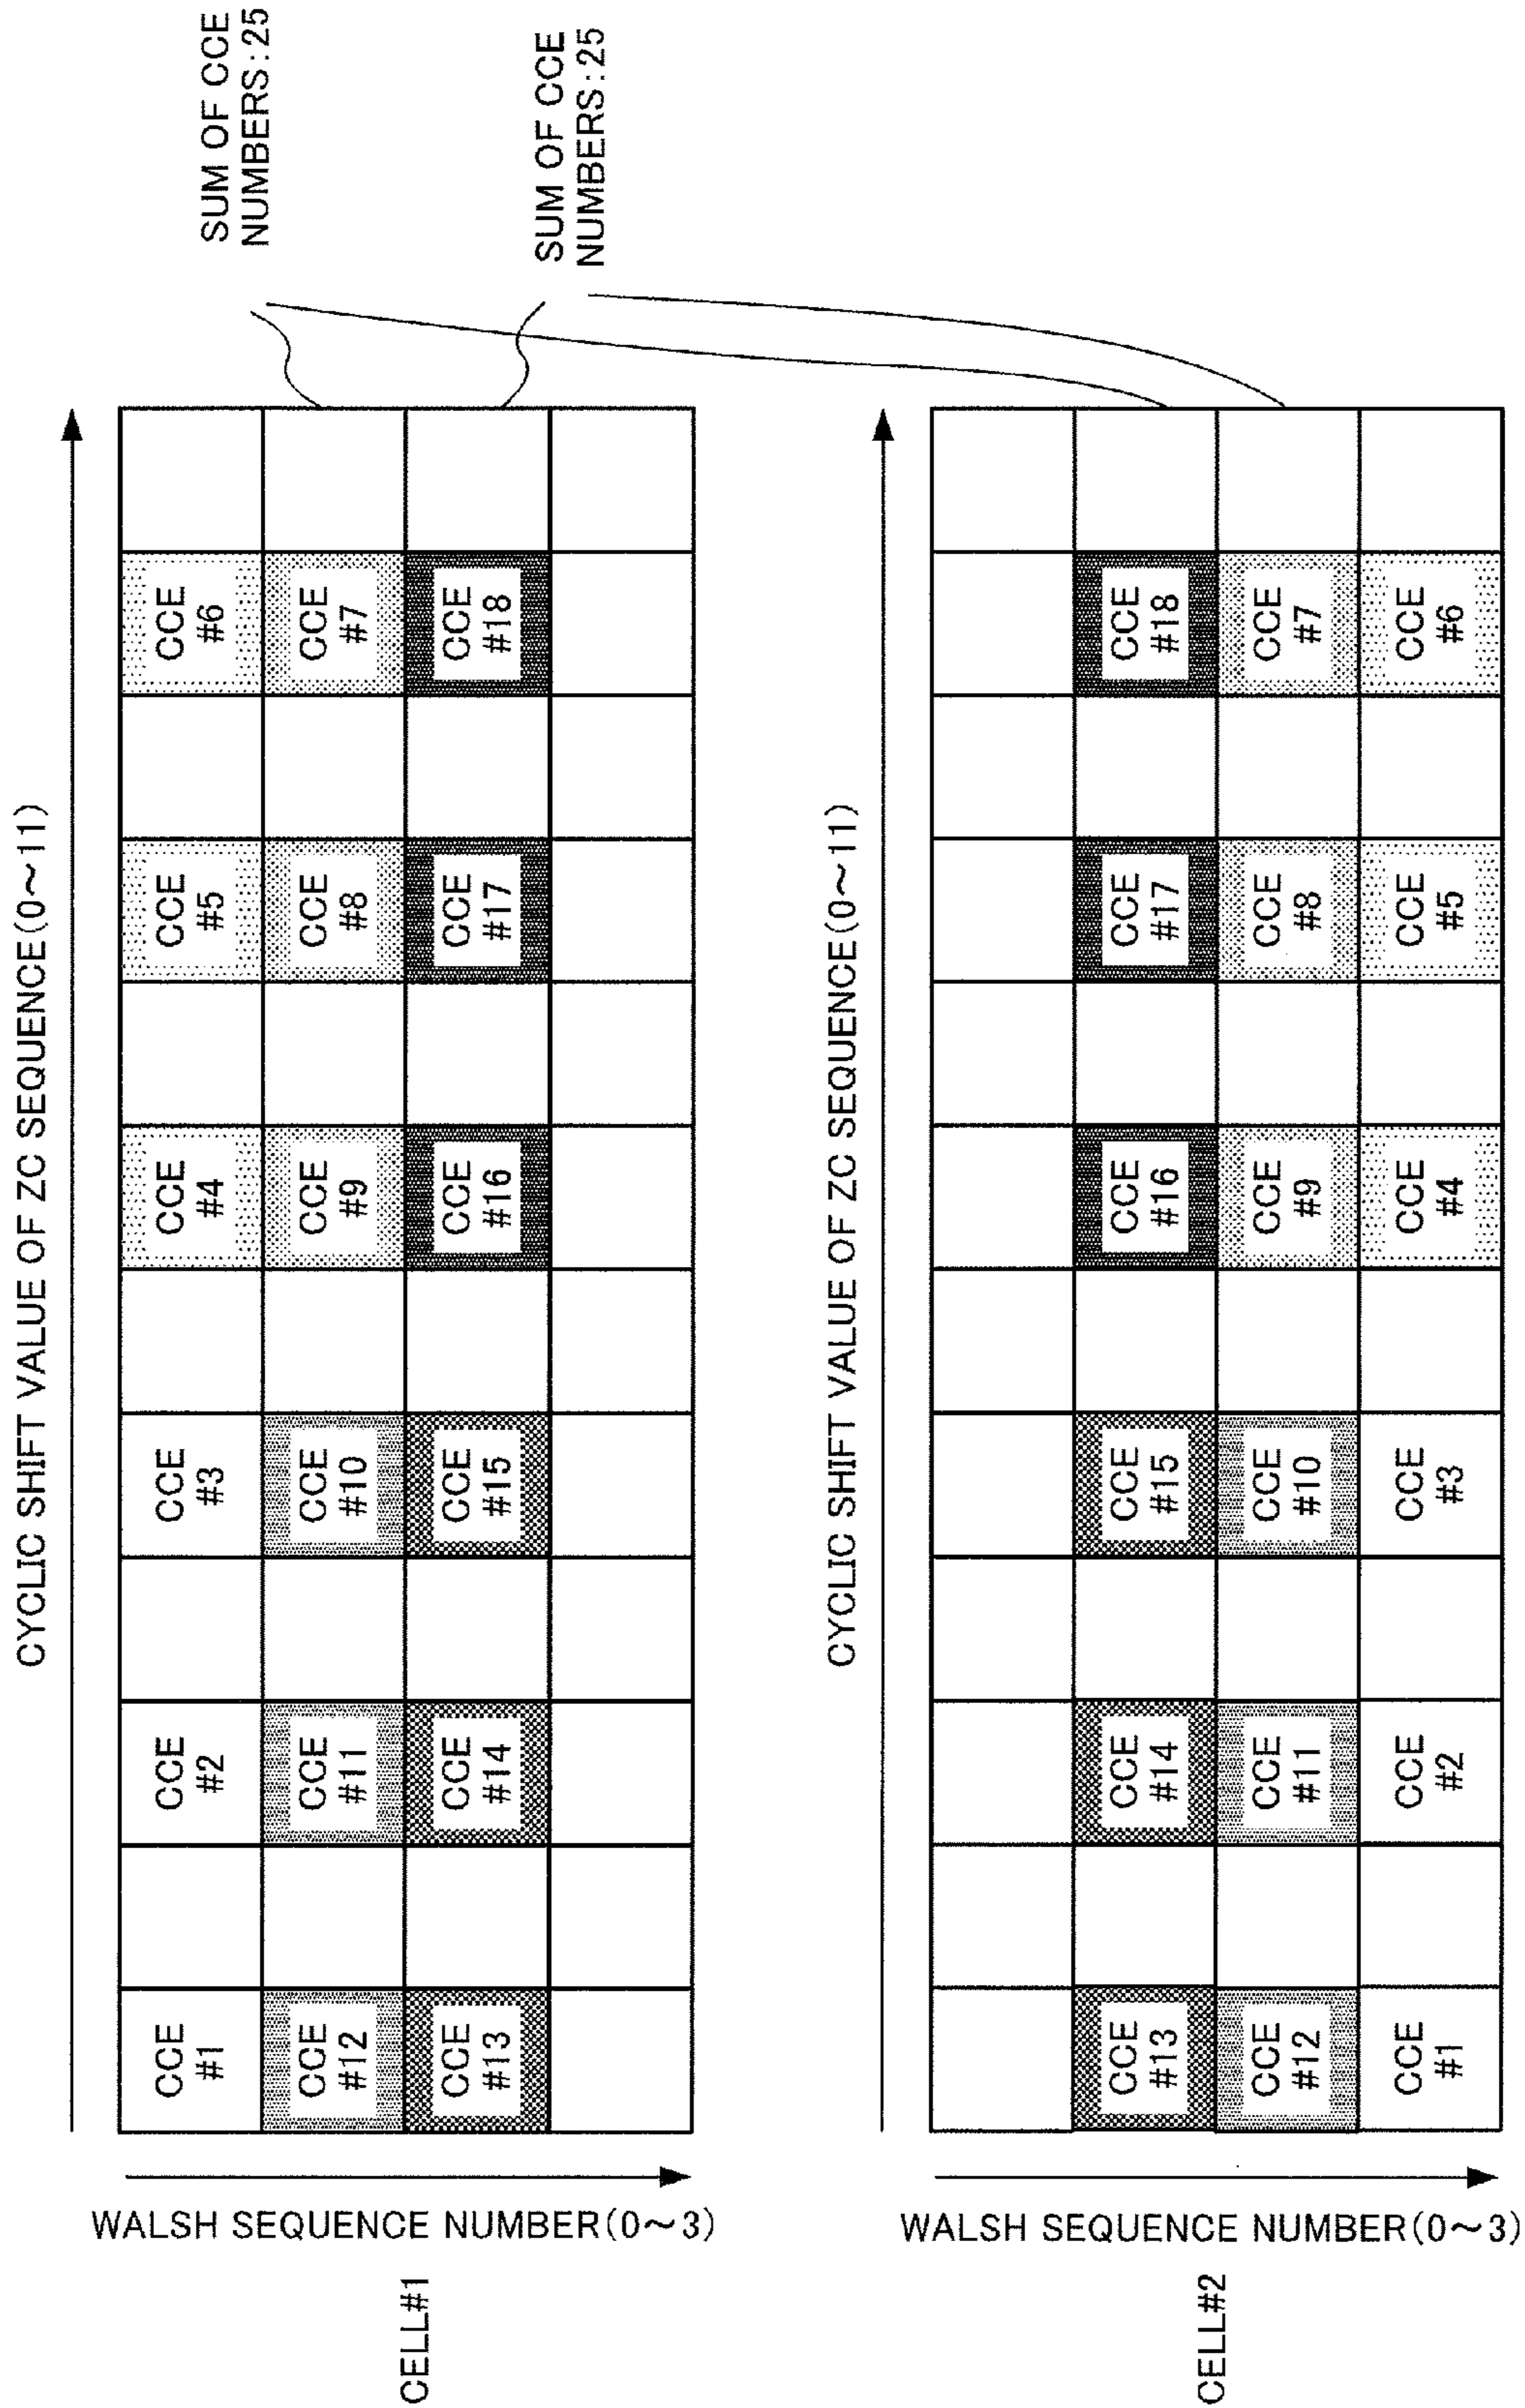 CYCLIC SHIFT VALUE OF ZC SEQUENCE(0~11)
CELL#1
WALSH SEQUENCE NUMBER(0~3)
CCE
#1
CCE
#2
CCE
#3
CCE
#4
CCE
#5
CCE
#6
CCE
#12
CCE
#11
CCE
#10
CCE
#9
CCE
#8
CCE
#7
CCE
#13
CCE
#14
CCE
#15
CCE
#16
CCE
#17
CCE
#18
SUM OF CCE
NUMBERS:25
SUM OF CCE
NUMBERS:25
CYCLIC SHIFT VALUE OF ZC SEQUENCE(0~11)
CELL#2
WALSH SEQUENCE NUMBER(0~3)
CCE
#13
CCE
#14
CCE
#15
CCE
#16
CCE
#17
CCE
#18
CCE
#12
CCE
#11
CCE
#10
CCE
#9
CCE
#8
CCE
#7
CCE
#1
CCE
#2
CCE
#3
CCE
#4
CCE
#5
CCE
#6